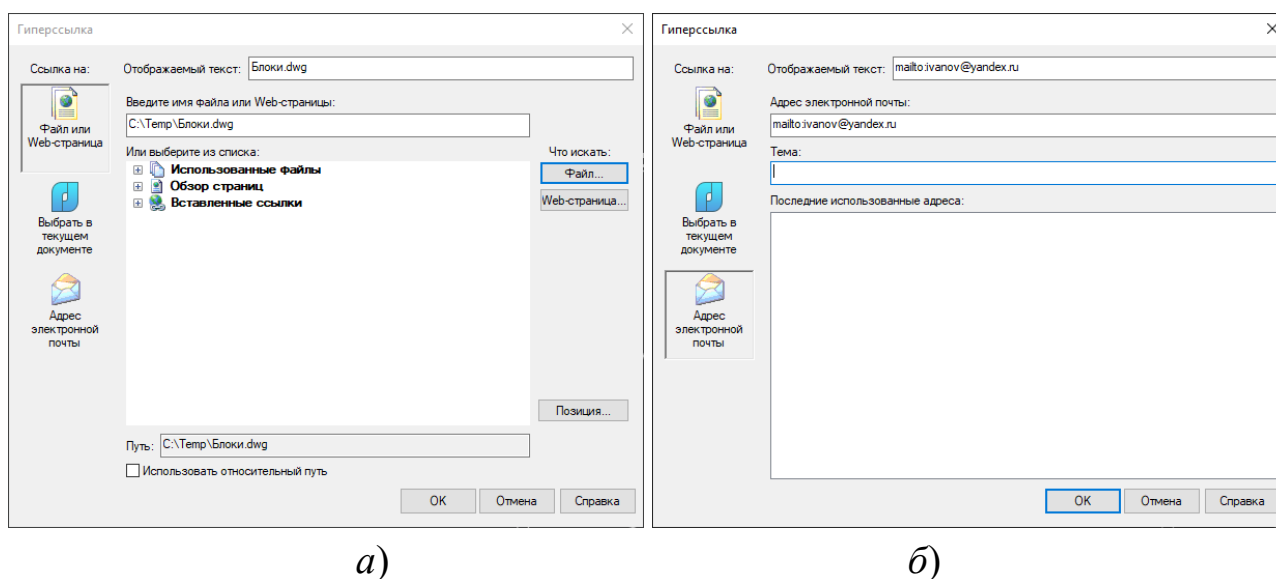 Гиперссылка
Ссылка на:
Отображаемый текст: Блоки.dwg
Файл или
Web-страница
Введите имя файла или Web-страницы:
C:\Temp\Блоки.dwg
Или выберите из списка:
Что искать:
Использованные файлы
Обзор страниц
Вставленные ссылки
Файл...
Web-страница...
Выбрать в
текущем
документе
Адрес
электронной
почты
Позиция...
Путь: C:\Temp\Блоки.dwg
Использовать относительный путь
OK Отмена Справка
а)
Гиперссылка
Ссылка на:
Отображаемый текст: mailto:ivanov@yandex.ru
Файл или
Web-страница
Адрес электронной почты:
mailto:ivanov@yandex.ru
Тема:
Последние использованные адреса:
Выбрать в
текущем
документе
Адрес
электронной
почты
OK Отмена Справка
б)